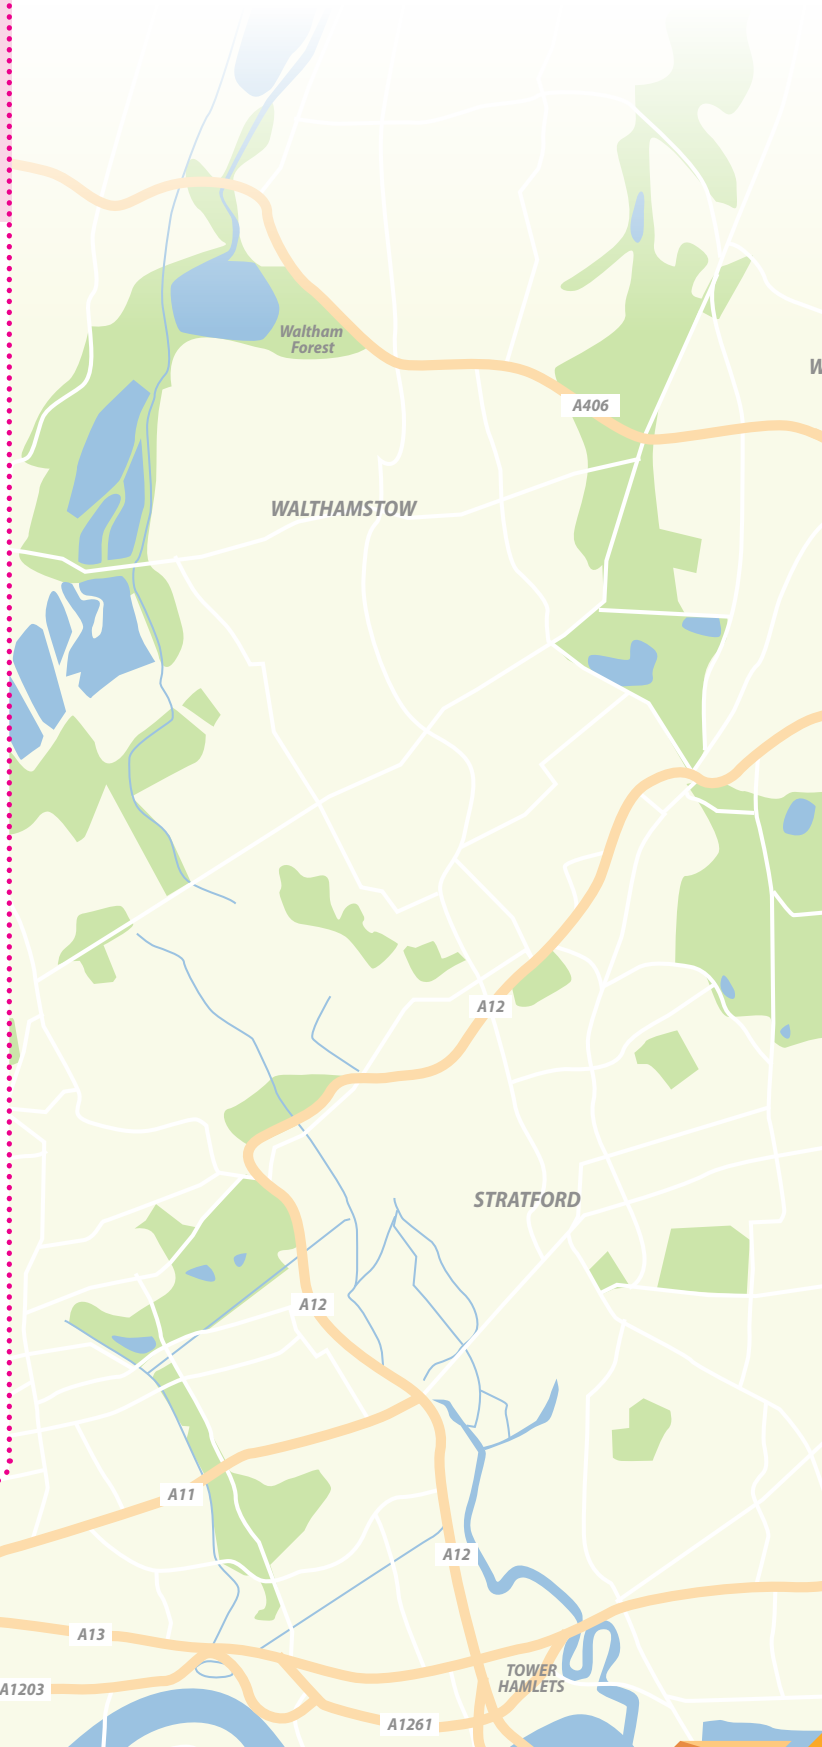 Waltham
Forest
W
A406
WALTHAMSTOW
A12
STRATFORD
A12
A11
A12
A13
TOWER
HAMLETS
A1203
A1261